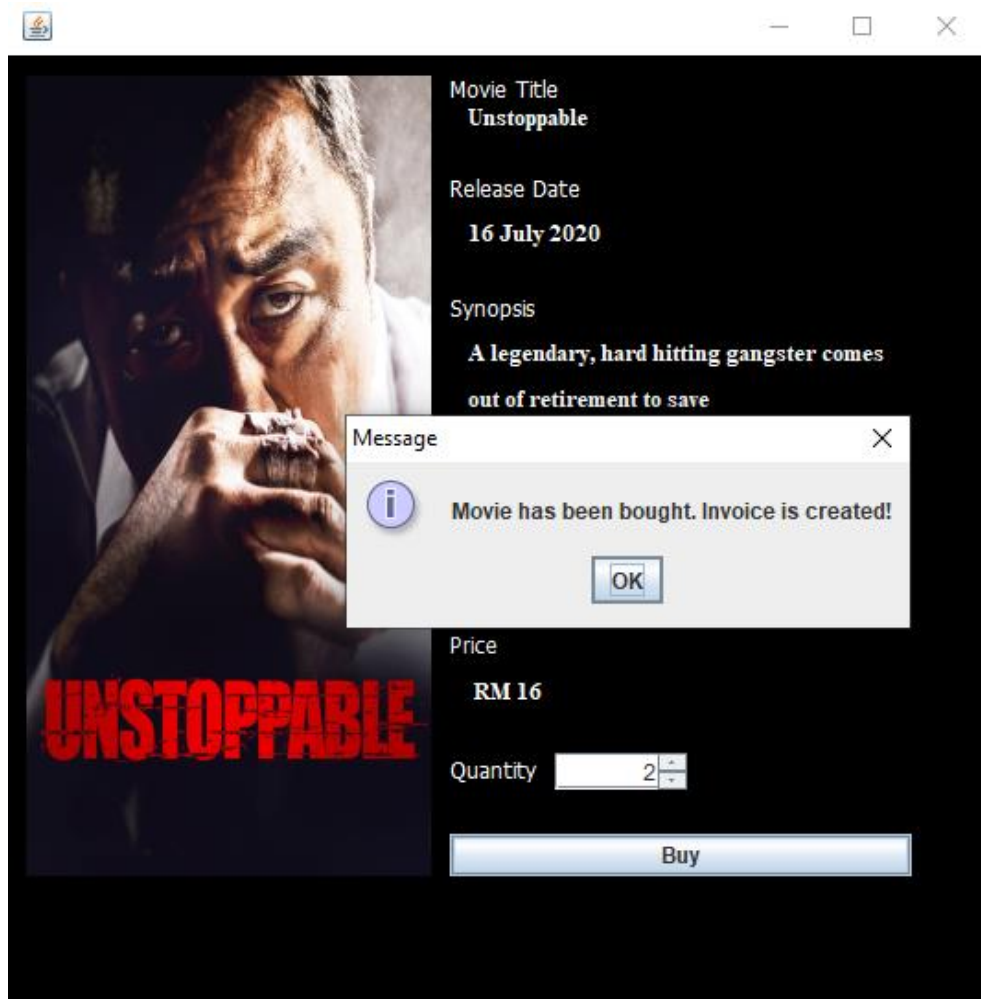 Movie Title
Unstoppable
Release Date
16 July 2020
Synopsis
A legendary, hard hitting gangster comes
out of retirement to save
Message
i
Movie has been bought. Invoice is created!
OK
Price
RM 16
UNSTOPPABLE
Quantity 2
Buy